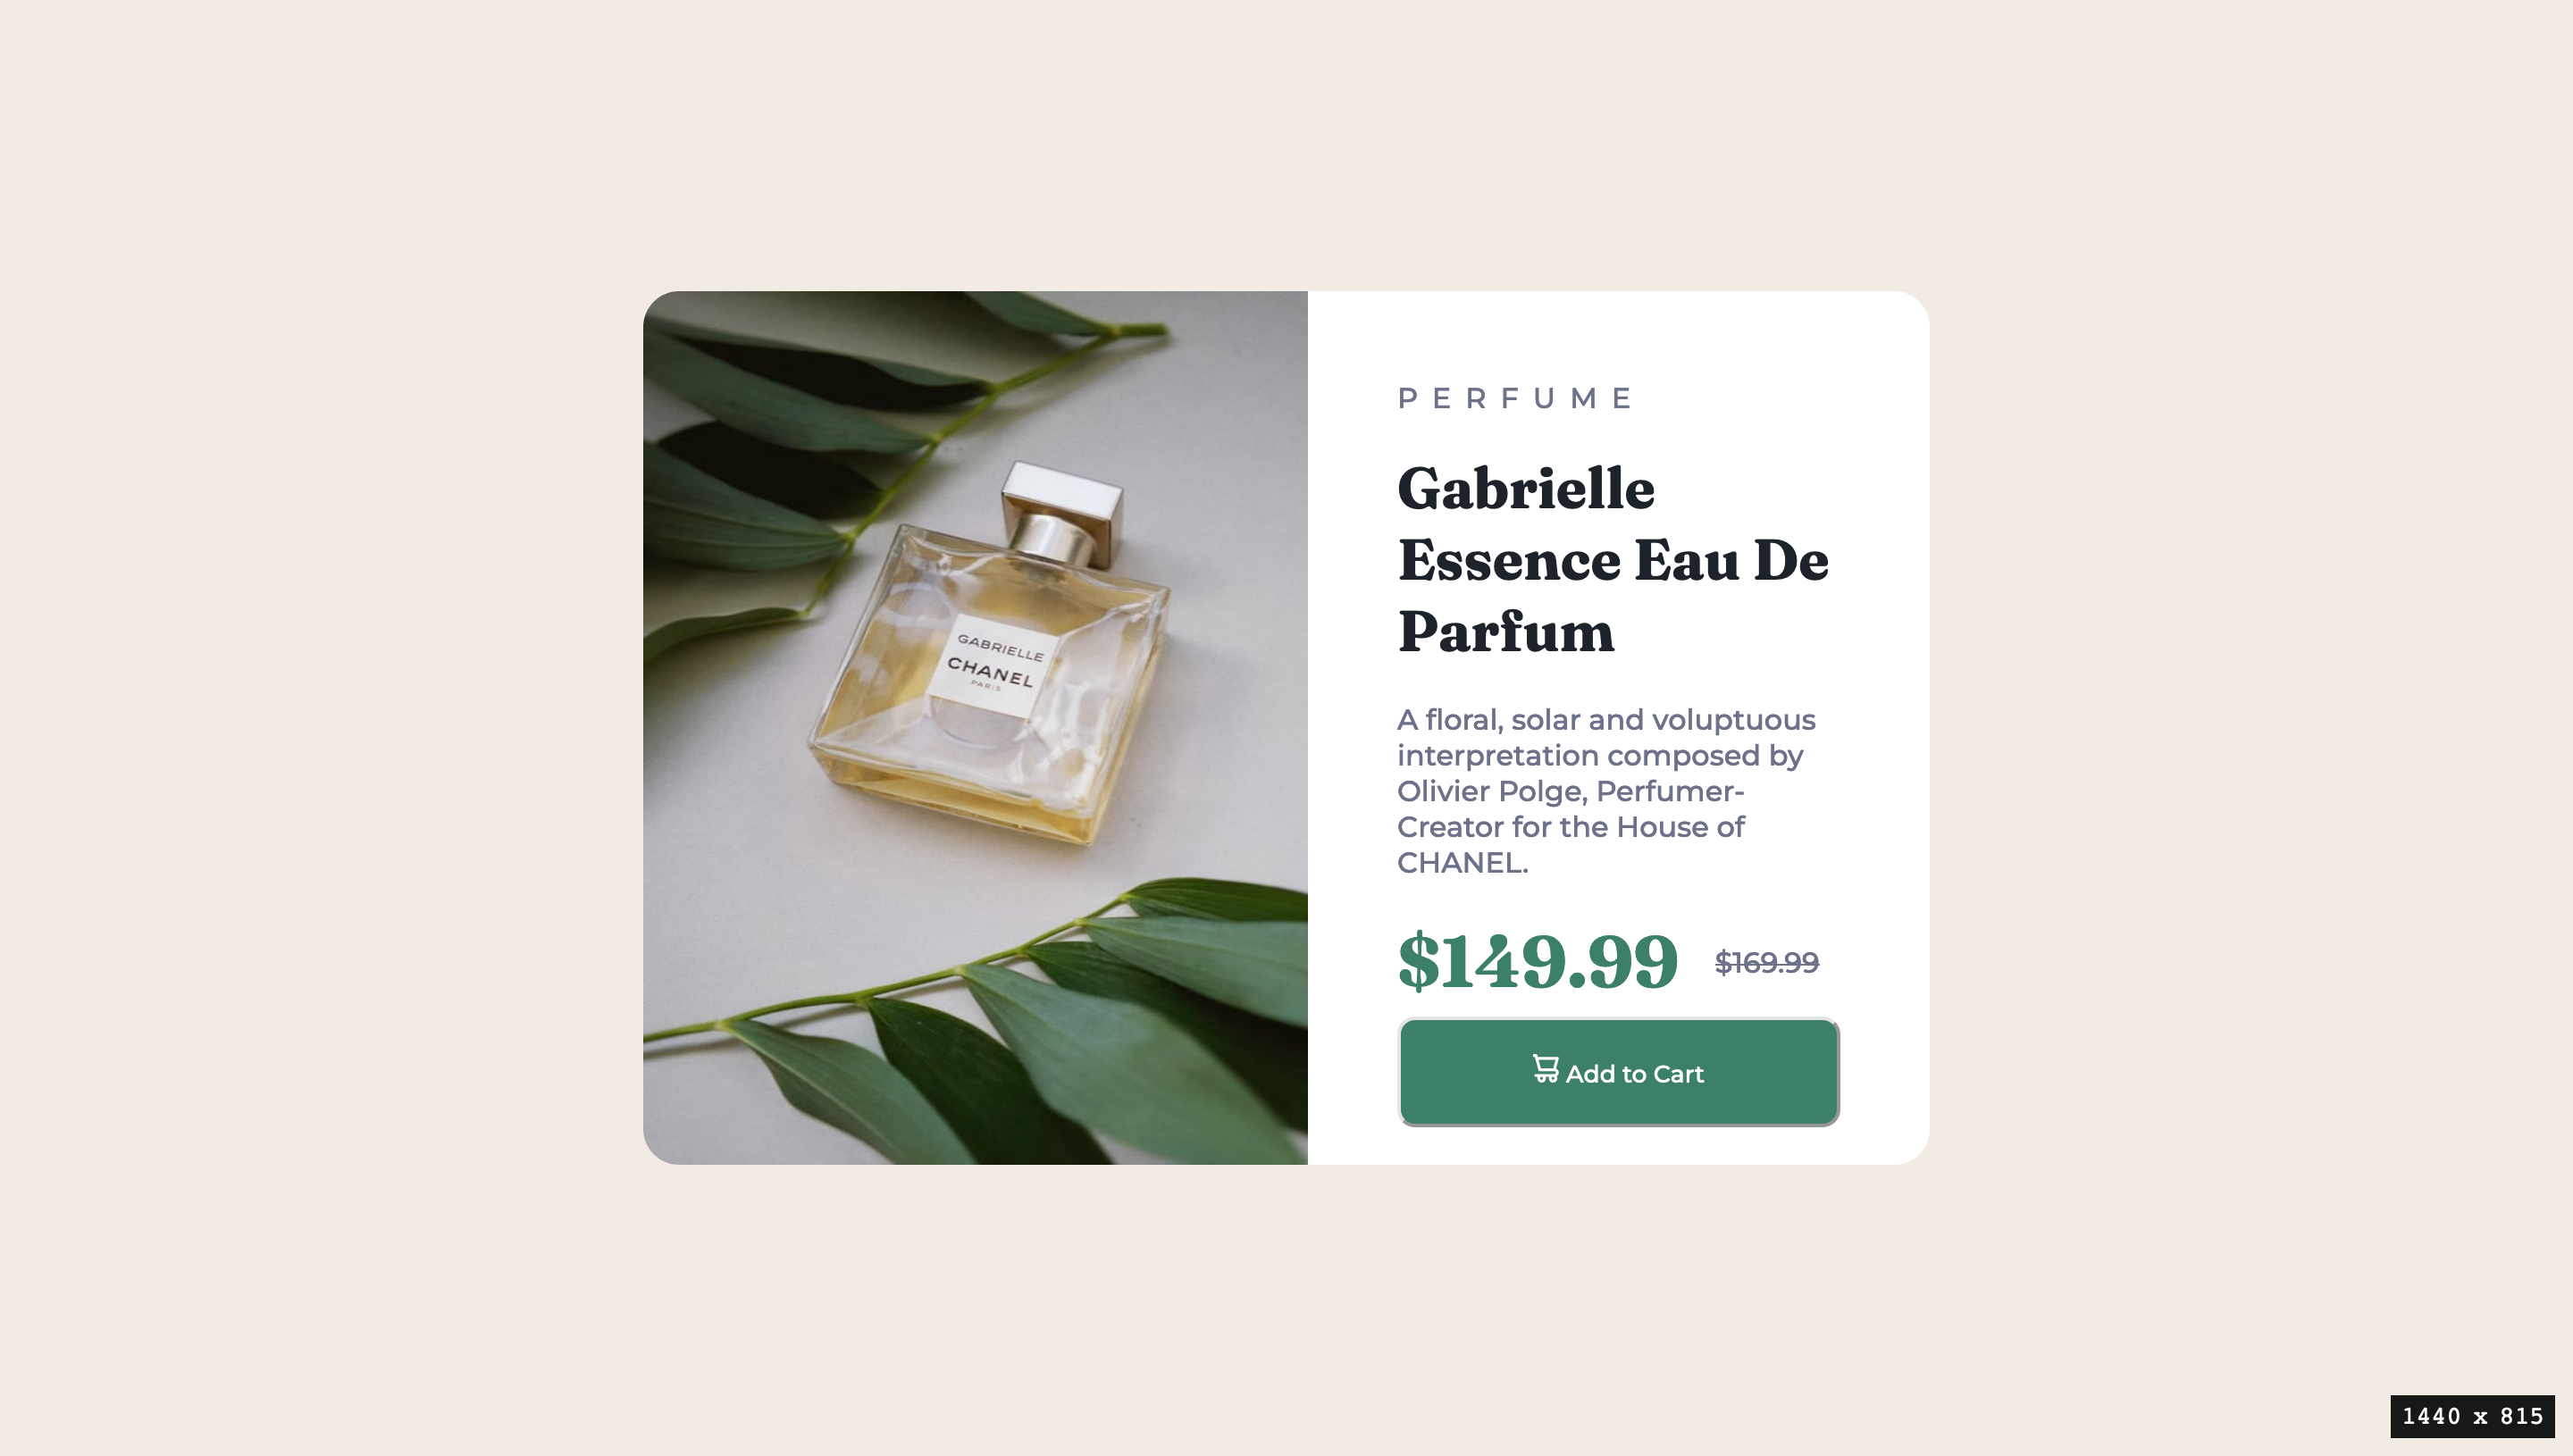 GABRIELLE
CHANEL
PARIS
PERFUME
Gabrielle
Essence Eau De
Parfum
A floral, solar and voluptuous
interpretation composed by
Olivier Polge, Perfumer-
Creator for the House of
CHANEL.
$149.99 $169.99
Add to Cart
1440 x 815